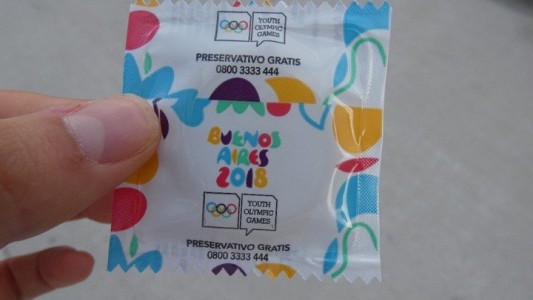 YOUTH
OLYMPIC
GAMES
PRESERVATIVO GRATIS
0800 3333 444
BUENOS
AIRES
2018
YOUTH
OLYMPIC
GAMES
PRESERVATIVO GRATIS
0800 3333 444